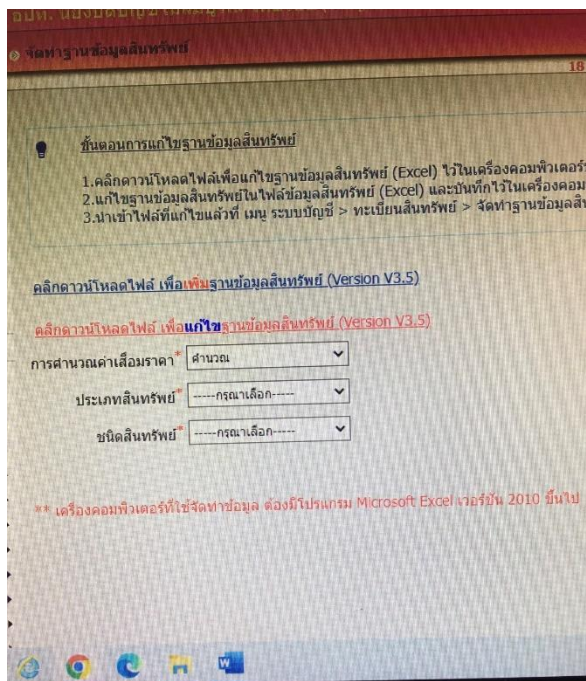 จัดทำฐานข้อมูลสินทรัพย์
18
ขั้นตอนการแก้ไขฐานข้อมูลสินทรัพย์
1.คลิกดาวน์โหลดไฟล์เพื่อแก้ไขฐานข้อมูลสินทรัพย์ (Excel) ไว้ในเครื่องคอมพิวเตอร์
2.แก้ไขฐานข้อมูลสินทรัพย์ในไฟล์ข้อมูลสินทรัพย์ (Excel) และบันทึกไว้ในเครื่องคอม
3.นำเข้าไฟล์ที่แก้ไขแล้วที่ เมนู ระบบบัญชี > ทะเบียนสินทรัพย์ > จัดทำฐานข้อมูลสิน
คลิกดาวน์โหลดไฟล์ เพื่อเพิ่มฐานข้อมูลสินทรัพย์ (Version V3.5)
คลิกดาวน์โหลดไฟล์ เพื่อแก้ไขฐานข้อมูลสินทรัพย์ (Version V3.5)
การคำนวณค่าเสื่อมราคา* คำนวณ
ประเภทสินทรัพย์* -----กรุณาเลือก-----
ชนิดสินทรัพย์* -----กรุณาเลือก-----
** เครื่องคอมพิวเตอร์ที่ใช้จัดทำข้อมูล ต้องมีโปรแกรม Microsoft Excel เวอร์ชั่น 2010 ขึ้นไป